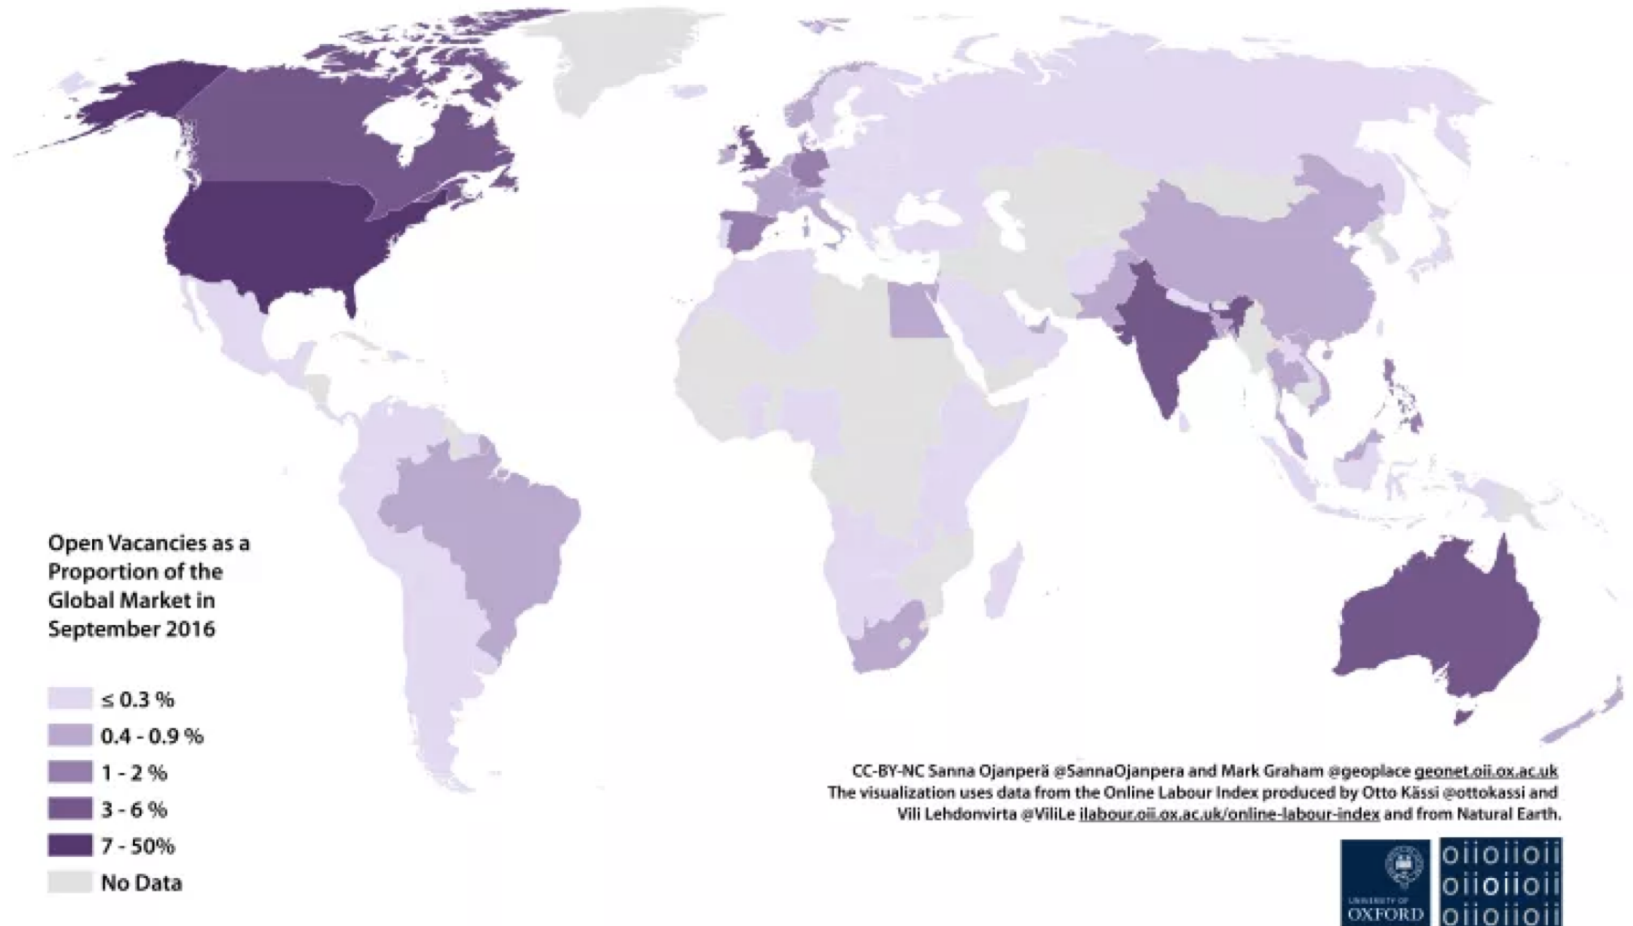 Open Vacancies as a
Proportion of the
Global Market in
September 2016
≤ 0.3 %
0.4 - 0.9 %
1 - 2 %
3 - 6 %
7 - 50%
No Data
CC-BY-NC Sanna Ojanperä @SannaOjanpera and Mark Graham @geoplace geonet.oii.ox.ac.uk
The visualization uses data from the Online Labour Index produced by Otto Kässi @ottokassi and
Vili Lehdonvirta @ViliLe ilabour.oii.ox.ac.uk/online-labour-index and from Natural Earth.
UNIVERSITY OF
OXFORD
oiioiioii
oiioiioii
oiioiioii